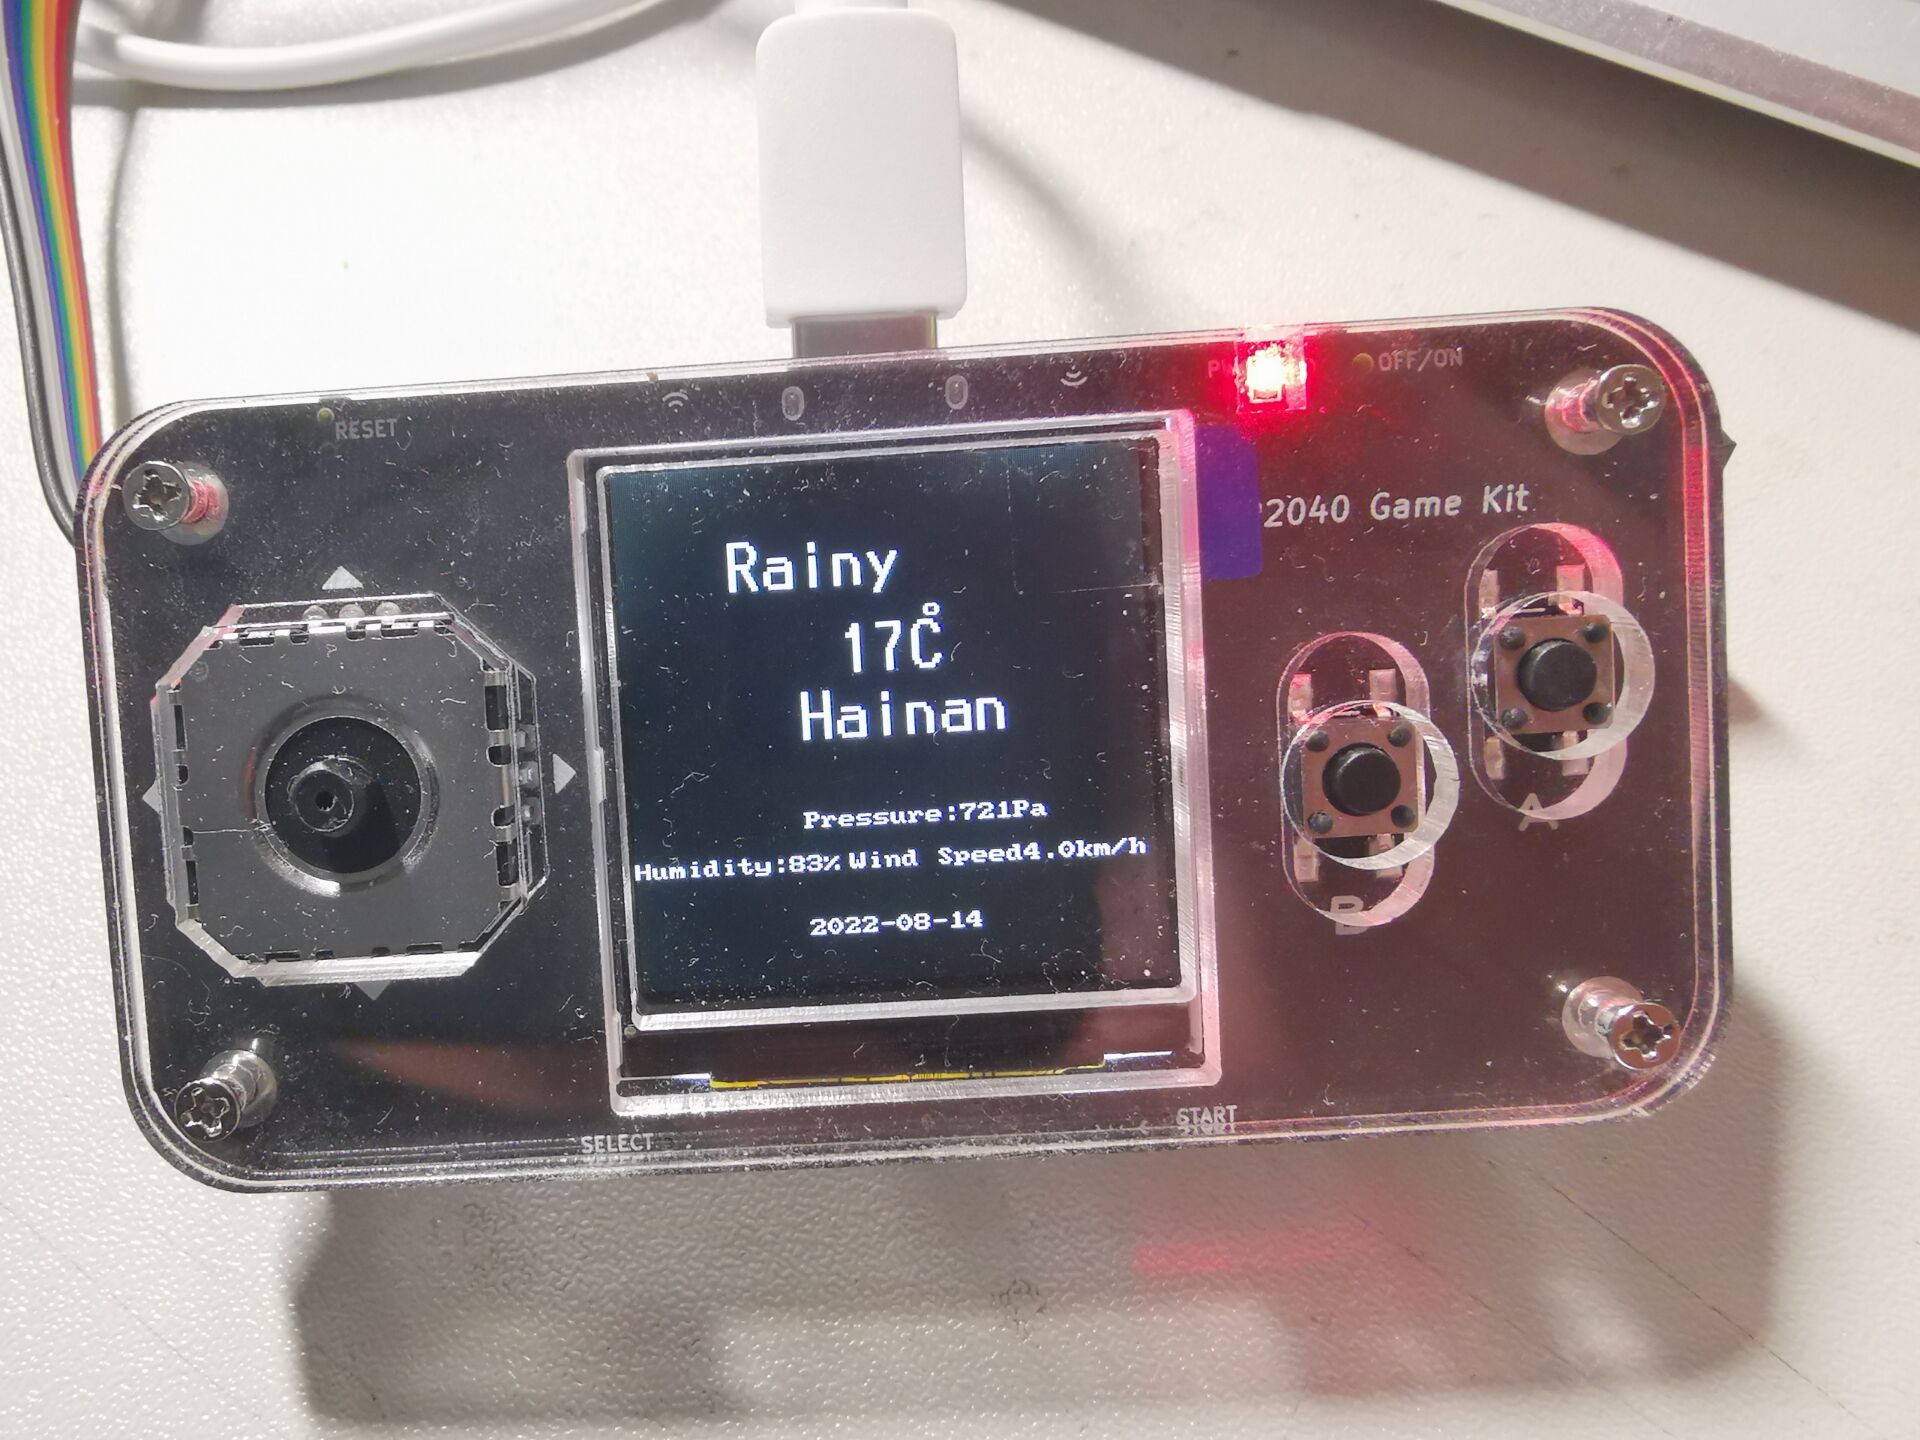 RESET
OFF/ON
2040 Game Kit
Rainy
17°C
Hainan
Pressure:721Pa
Humidity:83% Wind Speed4.0km/h
2022-08-14
A
B
SELECT
START